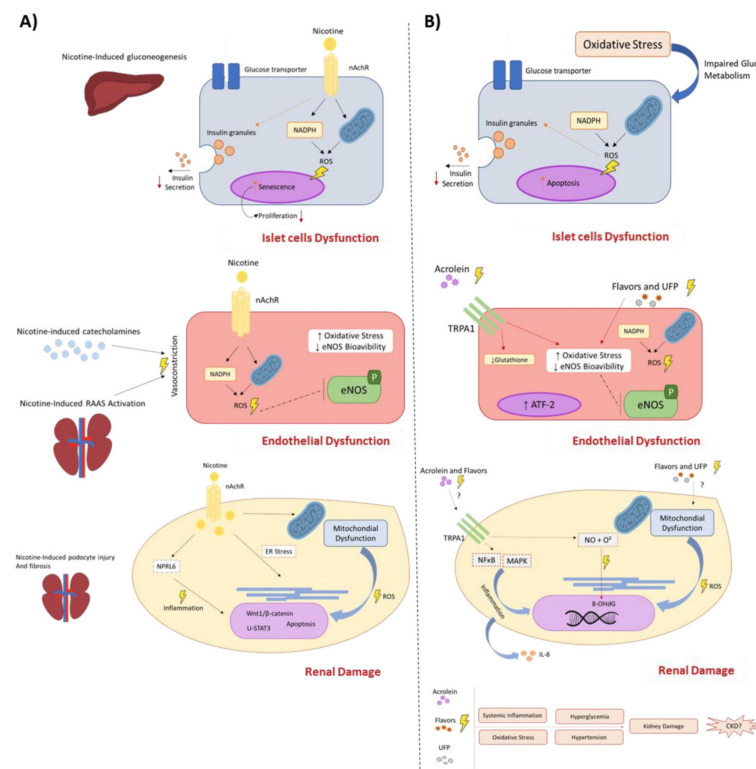 A)
Nicotine
Nicotine-Induced gluconeogenesis
nAchR
Glucose transporter
Insulin granules
NADPH
ROS
↓ Insulin
Secretion
↑ Senescence
Proliferation ↓
Islet cells Dysfunction
Nicotine
nAchR
Nicotine-induced catecholamines
Vasoconstriction
↑ Oxidative Stress
↓ eNOS Bioavibility
NADPH
ROS
P
eNOS
Nicotine-Induced RAAS Activation
Endothelial Dysfunction
Nicotine
nAchR
Mitochondial
Dysfunction
ER Stress
Nicotine-Induced podocyte injury
And fibrosis
NPRL6
ROS
Inflammation
Wnt1/β-catenin
U-STAT3
Apoptosis
Renal Damage
B)
Oxidative Stress
Glucose transporter
Impaired Gluc
Metabolism
NADPH
Insulin granules
ROS
↓ Insulin
Secretion
↑ Apoptosis
Islet cells Dysfunction
Acrolein
Flavors and UFP
TRPA1
NADPH
↓Glutathione
↑ Oxidative Stress
↓ eNOS Bioavibility
ROS
P
↑ ATF-2
eNOS
Endothelial Dysfunction
Acrolein and Flavors
?
Flavors and UFP
?
TRPA1
NO + O²
Mitochondial
Dysfunction
NFκB
MAPK
ROS
Inflammation
8-OHdG
IL-8
Renal Damage
Acrolein
Flavors
UFP
Systemic Inflammation
Hyperglycemia
Oxidative Stress
Hypertension
Kidney Damage
CKD?